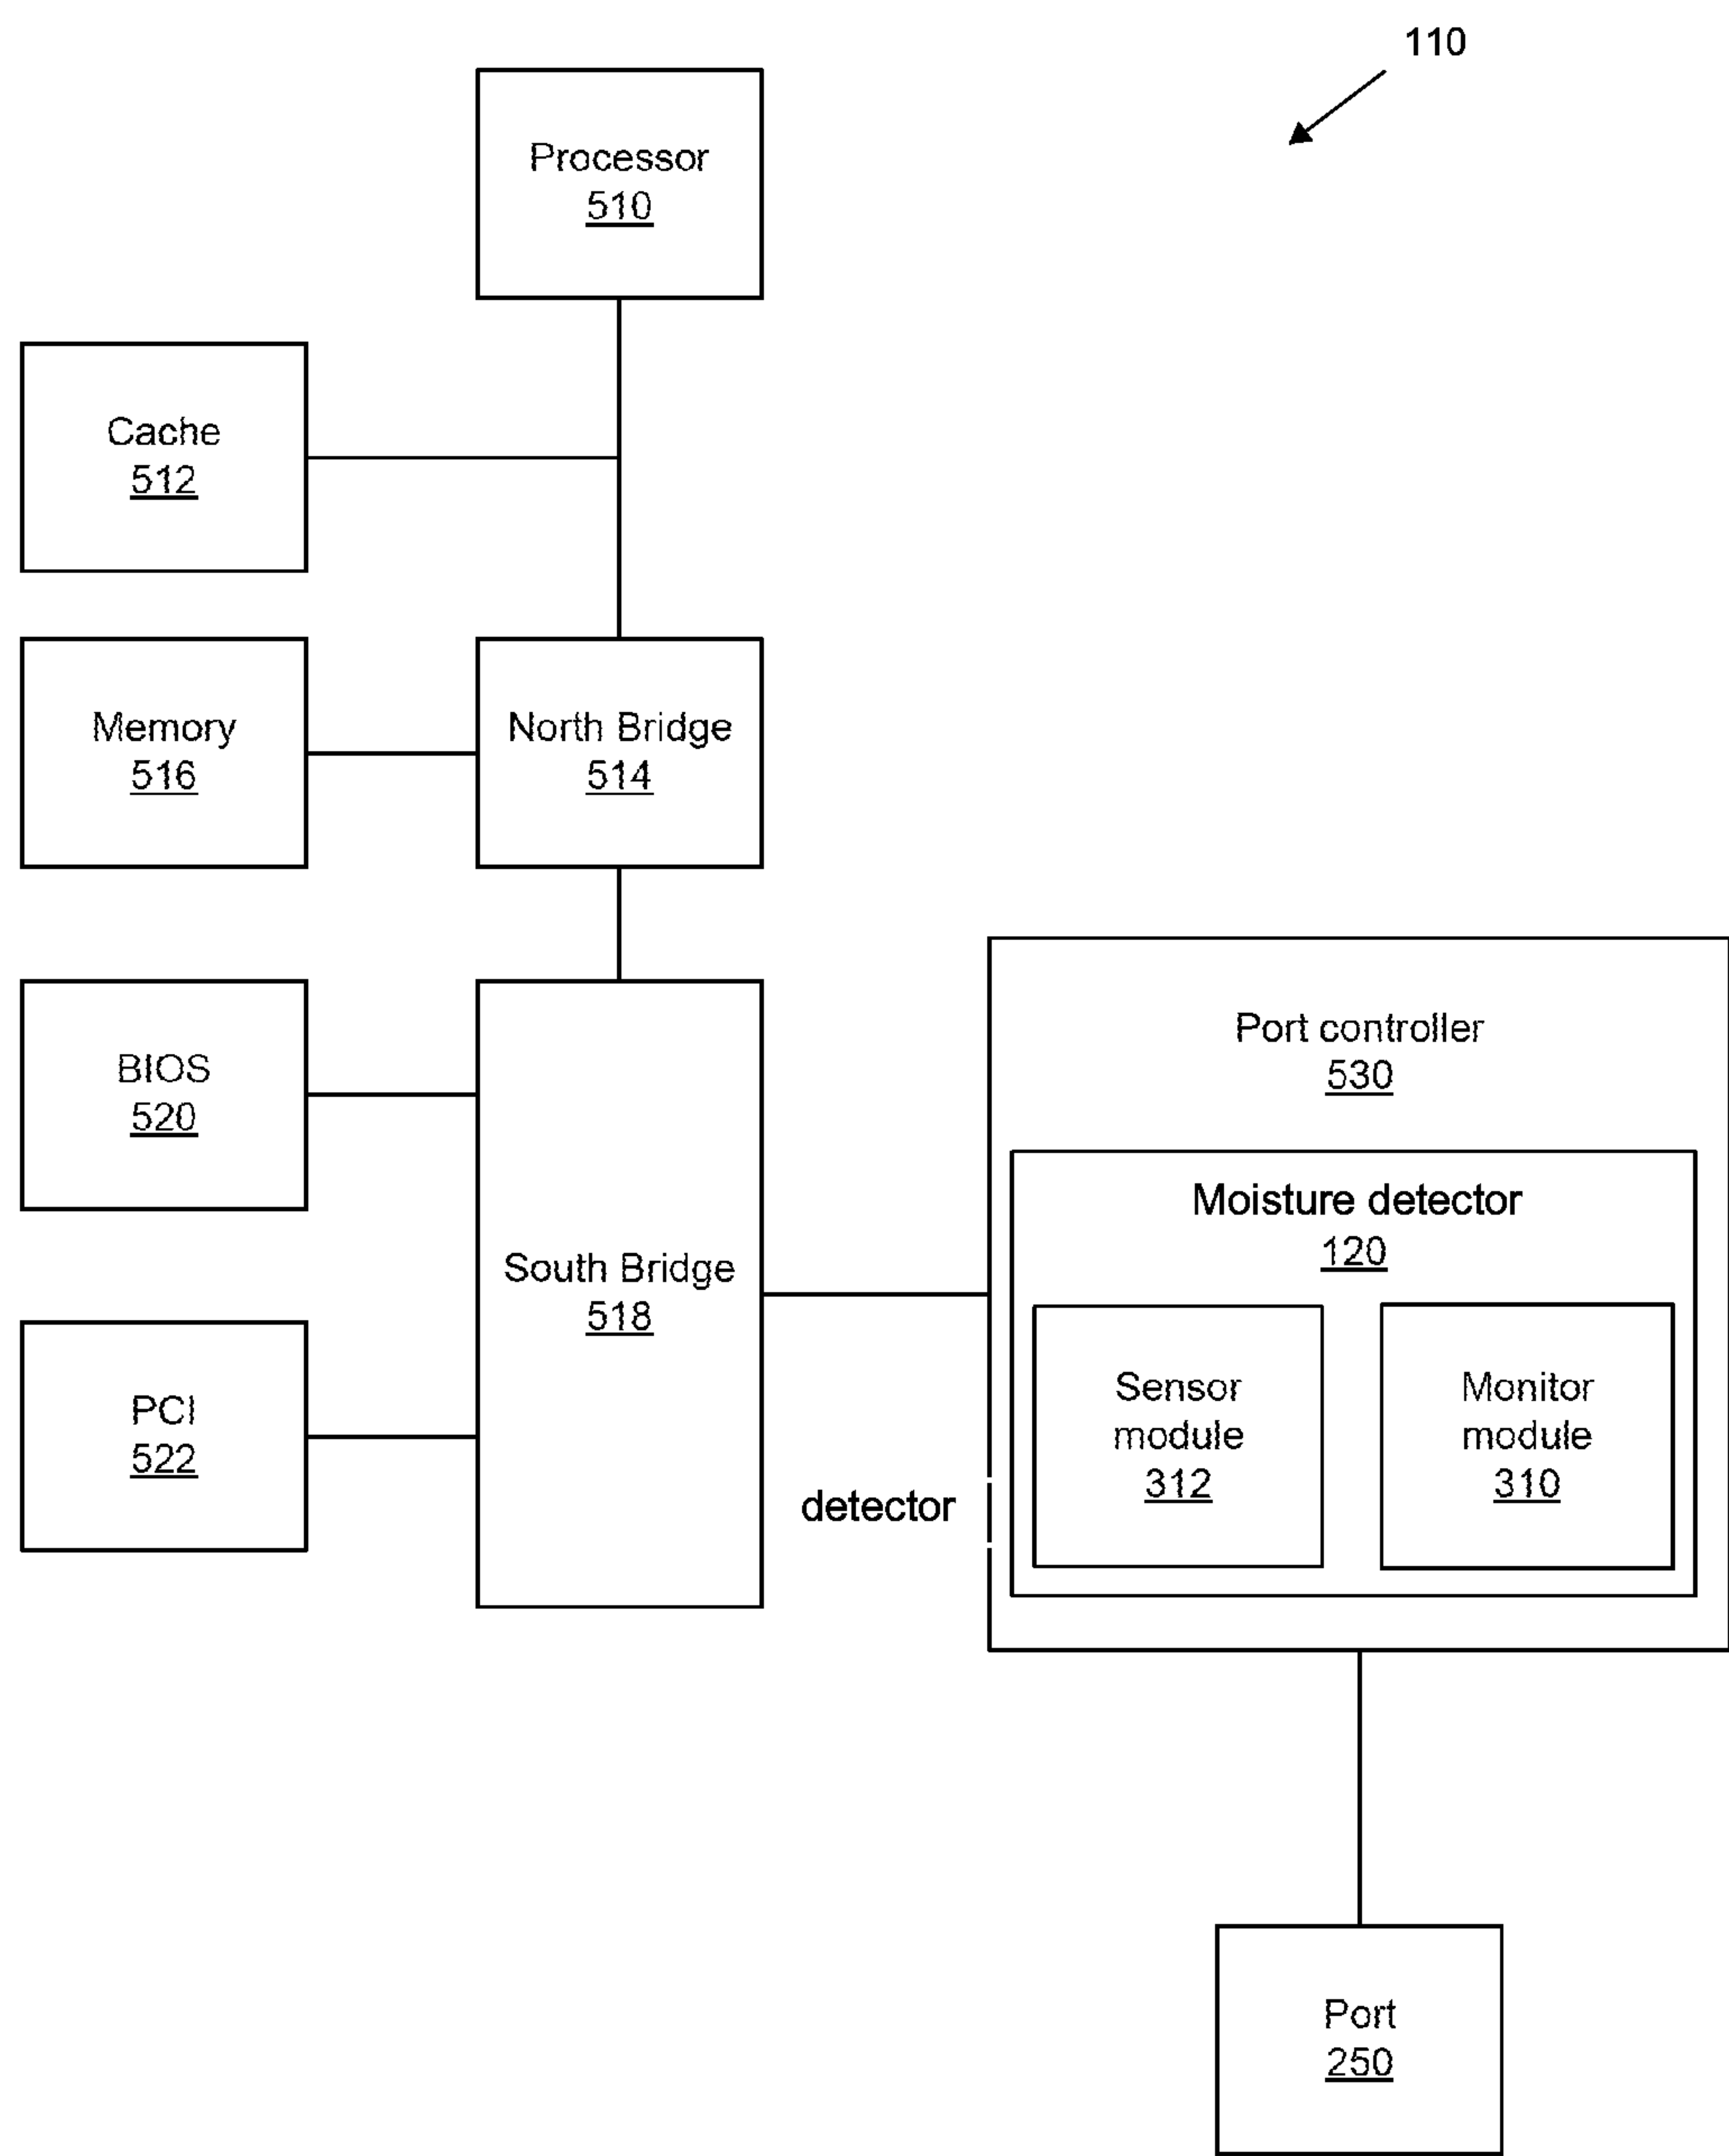 110
Processor
510
Cache
512
Memory
516
North Bridge
514
BIOS
520
South Bridge
518
PCI
522
detector
Port controller
530
Moisture detector
120
Sensor
module
312
Monitor
module
310
Port
250